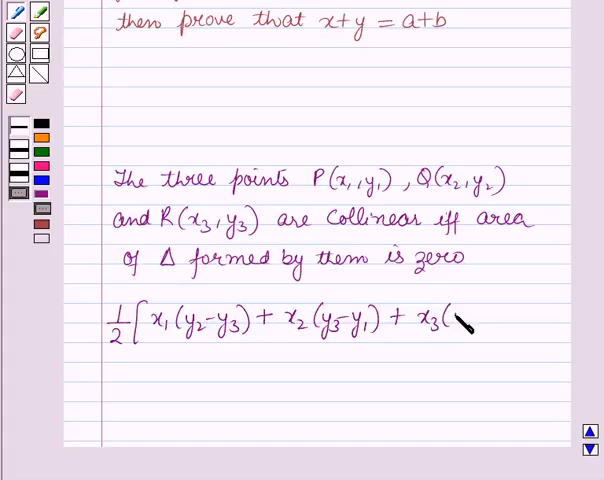 then prove that x+y = a+b
The three points P(x₁,y₁), Q(x₂,y₂)
and R(x₃,y₃) are collinear iff area
of Δ formed by them is zero
1/2 [ x₁(y₂-y₃) + x₂(y₃-y₁) + x₃(